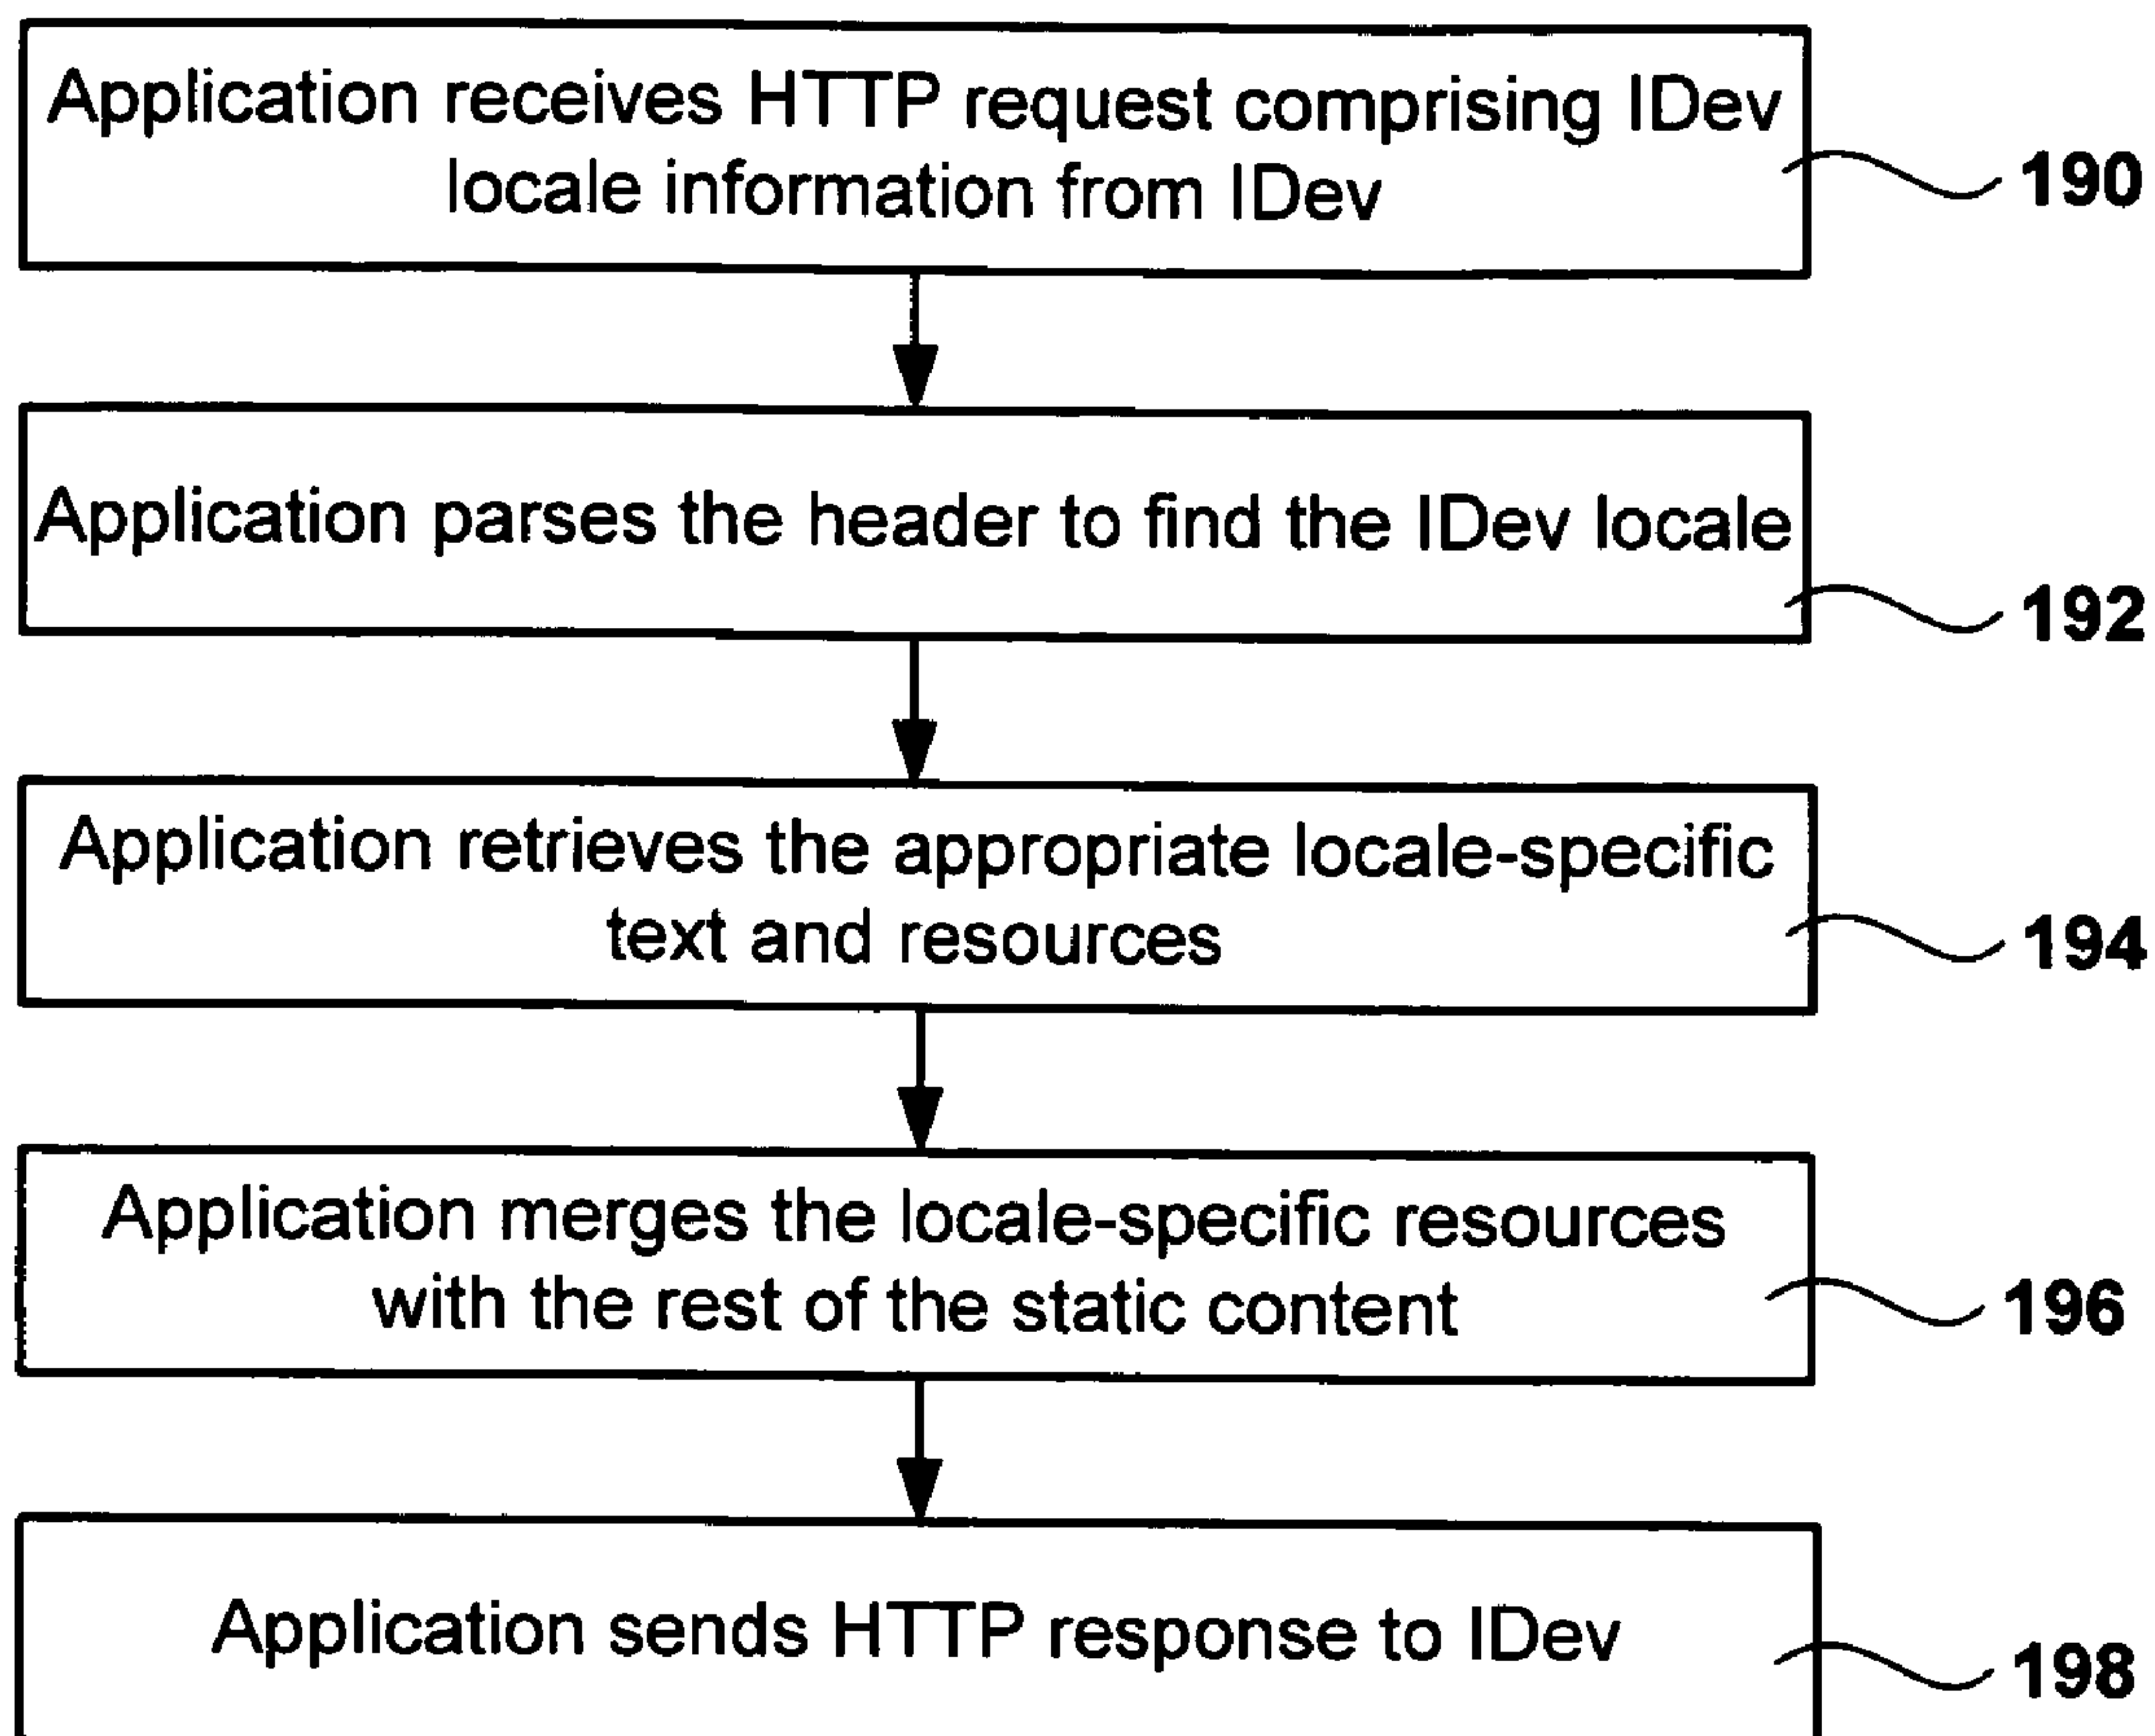 Application receives HTTP request comprising IDev
locale information from IDev
190
Application parses the header to find the IDev locale
192
Application retrieves the appropriate locale-specific
text and resources
194
Application merges the locale-specific resources
with the rest of the static content
196
Application sends HTTP response to IDev
198